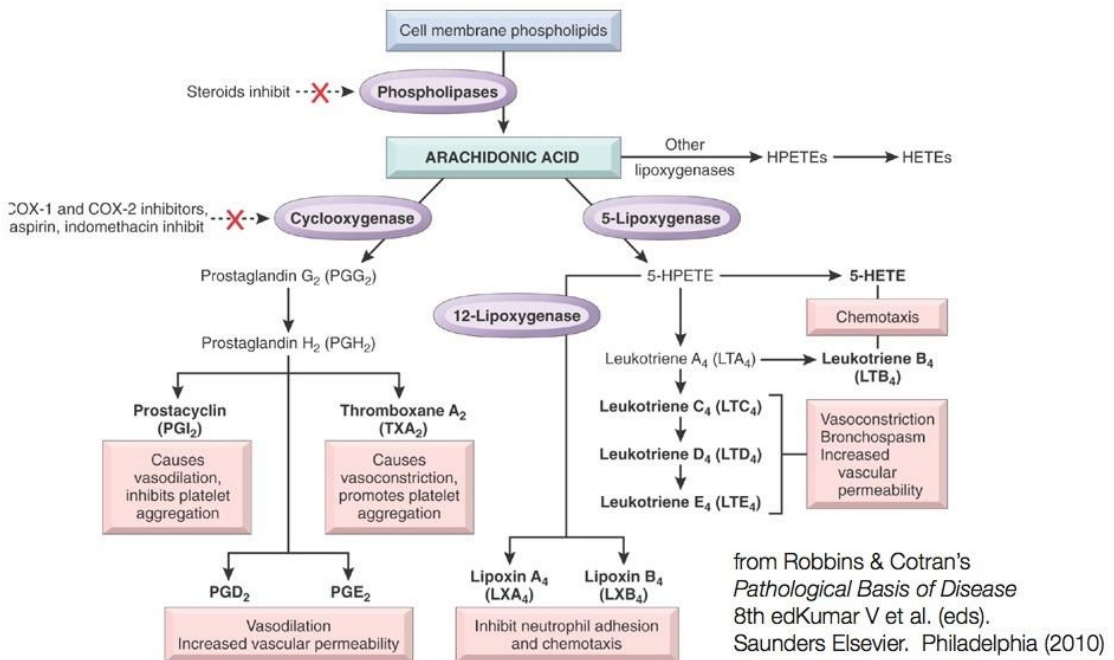 Cell membrane phospholipids
Steroids inhibit
Phospholipases
ARACHIDONIC ACID
Other
lipoxygenases
HPETEs
HETEs
COX-1 and COX-2 inhibitors,
aspirin, indomethacin inhibit
Cyclooxygenase
5-Lipoxygenase
Prostaglandin G₂ (PGG₂)
5-HPETE
5-HETE
12-Lipoxygenase
Chemotaxis
Prostaglandin H₂ (PGH₂)
Leukotriene A₄ (LTA₄)
Leukotriene B₄
(LTB₄)
Prostacyclin
(PGI₂)
Thromboxane A₂
(TXA₂)
Leukotriene C₄ (LTC₄)
Leukotriene D₄ (LTD₄)
Leukotriene E₄ (LTE₄)
Vasoconstriction
Bronchospasm
Increased
vascular
permeability
Causes
vasodilation,
inhibits platelet
aggregation
Causes
vasoconstriction,
promotes platelet
aggregation
PGD₂
PGE₂
Vasodilation
Increased vascular permeability
Lipoxin A₄
(LXA₄)
Lipoxin B₄
(LXB₄)
Inhibit neutrophil adhesion
and chemotaxis
from Robbins & Cotran's
Pathological Basis of Disease
8th edKumar V et al. (eds).
Saunders Elsevier. Philadelphia (2010)